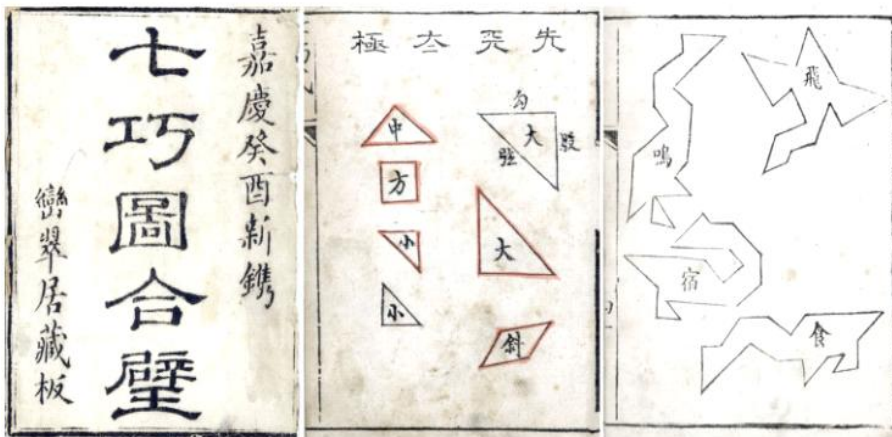 嘉慶癸酉新鐫
七巧圖合璧
巒翠居藏板
先天太極
勾
大
股
弦
大
斜
中
方
小
小
飛
鳴
宿
食